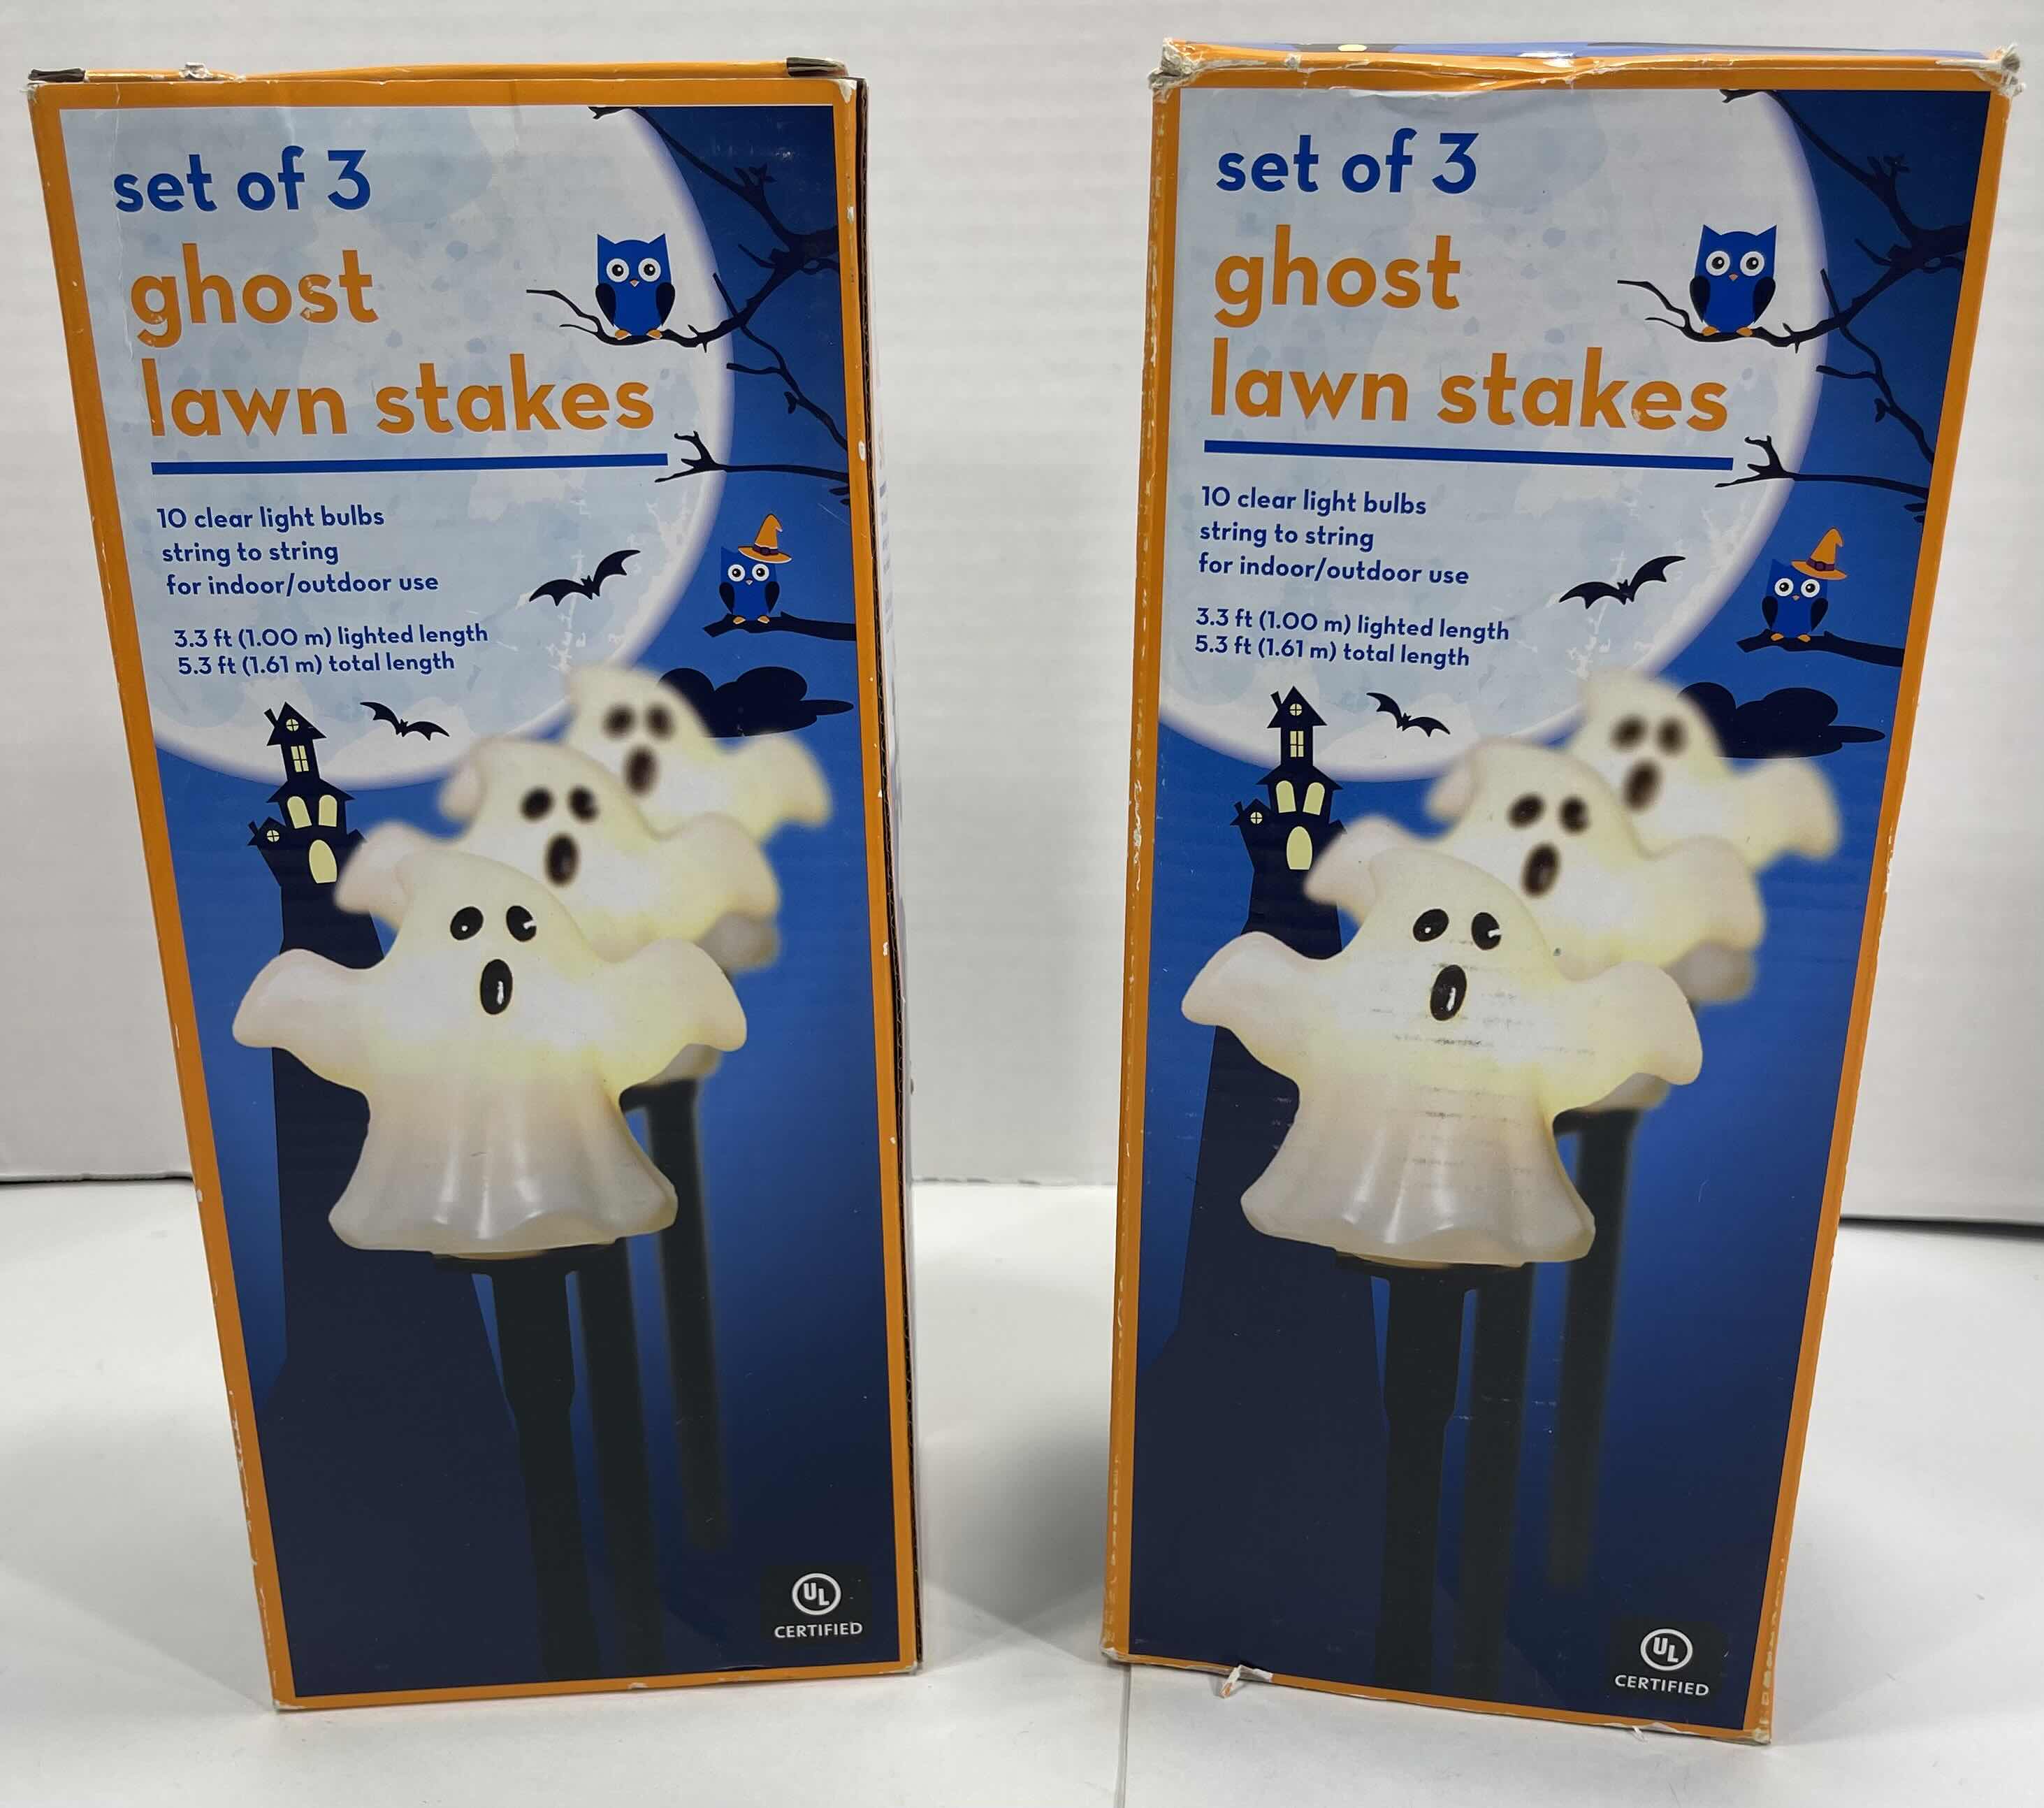 set of 3
ghost
lawn stakes
10 clear light bulbs
string to string
for indoor/outdoor use
3.3 ft (1.00 m) lighted length
5.3 ft (1.61 m) total length
UL
CERTIFIED
set of 3
ghost
lawn stakes
10 clear light bulbs
string to string
for indoor/outdoor use
3.3 ft (1.00 m) lighted length
5.3 ft (1.61 m) total length
UL
CERTIFIED